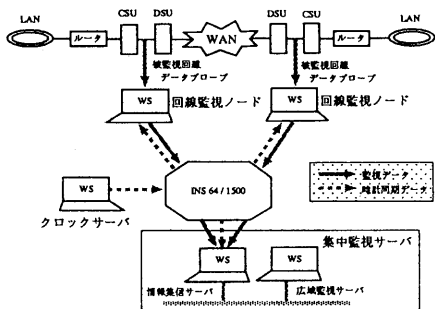 LAN
ルータ
CSU
DSU
WAN
DSU
CSU
ルータ
LAN
被監視回線
データプローブ
被監視回線
データプローブ
WS
回線監視ノード
WS
回線監視ノード
INS 64 / 1500
監視データ
時計同期データ
WS
クロックサーバ
集中監視サーバ
WS
情報集信サーバ
WS
広域監視サーバ